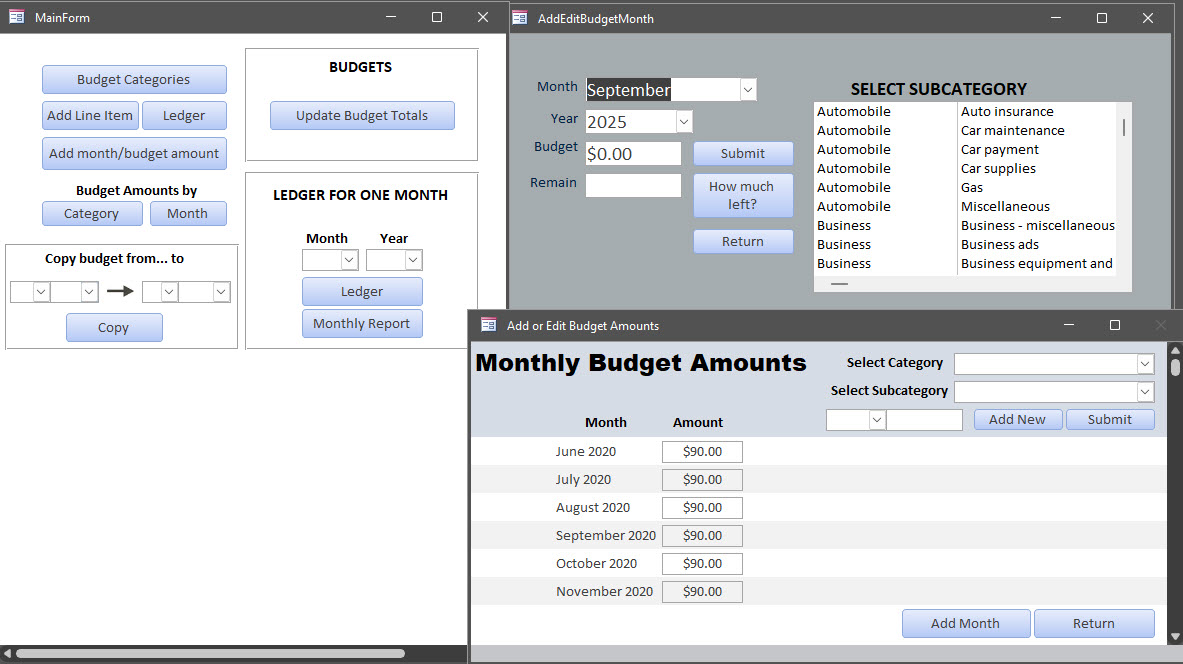 MainForm
Budget Categories
Add Line Item
Ledger
Add month/budget amount
Budget Amounts by
Category
Month
Copy budget from... to
Copy
BUDGETS
Update Budget Totals
LEDGER FOR ONE MONTH
Month
Year
Ledger
Monthly Report
AddEditBudgetMonth
Month
September
Year
2025
Budget
$0.00
Submit
Remain
How much
left?
Return
SELECT SUBCATEGORY
Automobile Auto insurance
Automobile Car maintenance
Automobile Car payment
Automobile Car supplies
Automobile Gas
Automobile Miscellaneous
Business Business - miscellaneous
Business Business ads
Business Business equipment and
Add or Edit Budget Amounts
Monthly Budget Amounts
Select Category
Select Subcategory
Add New
Submit
Month Amount
June 2020 $90.00
July 2020 $90.00
August 2020 $90.00
September 2020 $90.00
October 2020 $90.00
November 2020 $90.00
Add Month
Return